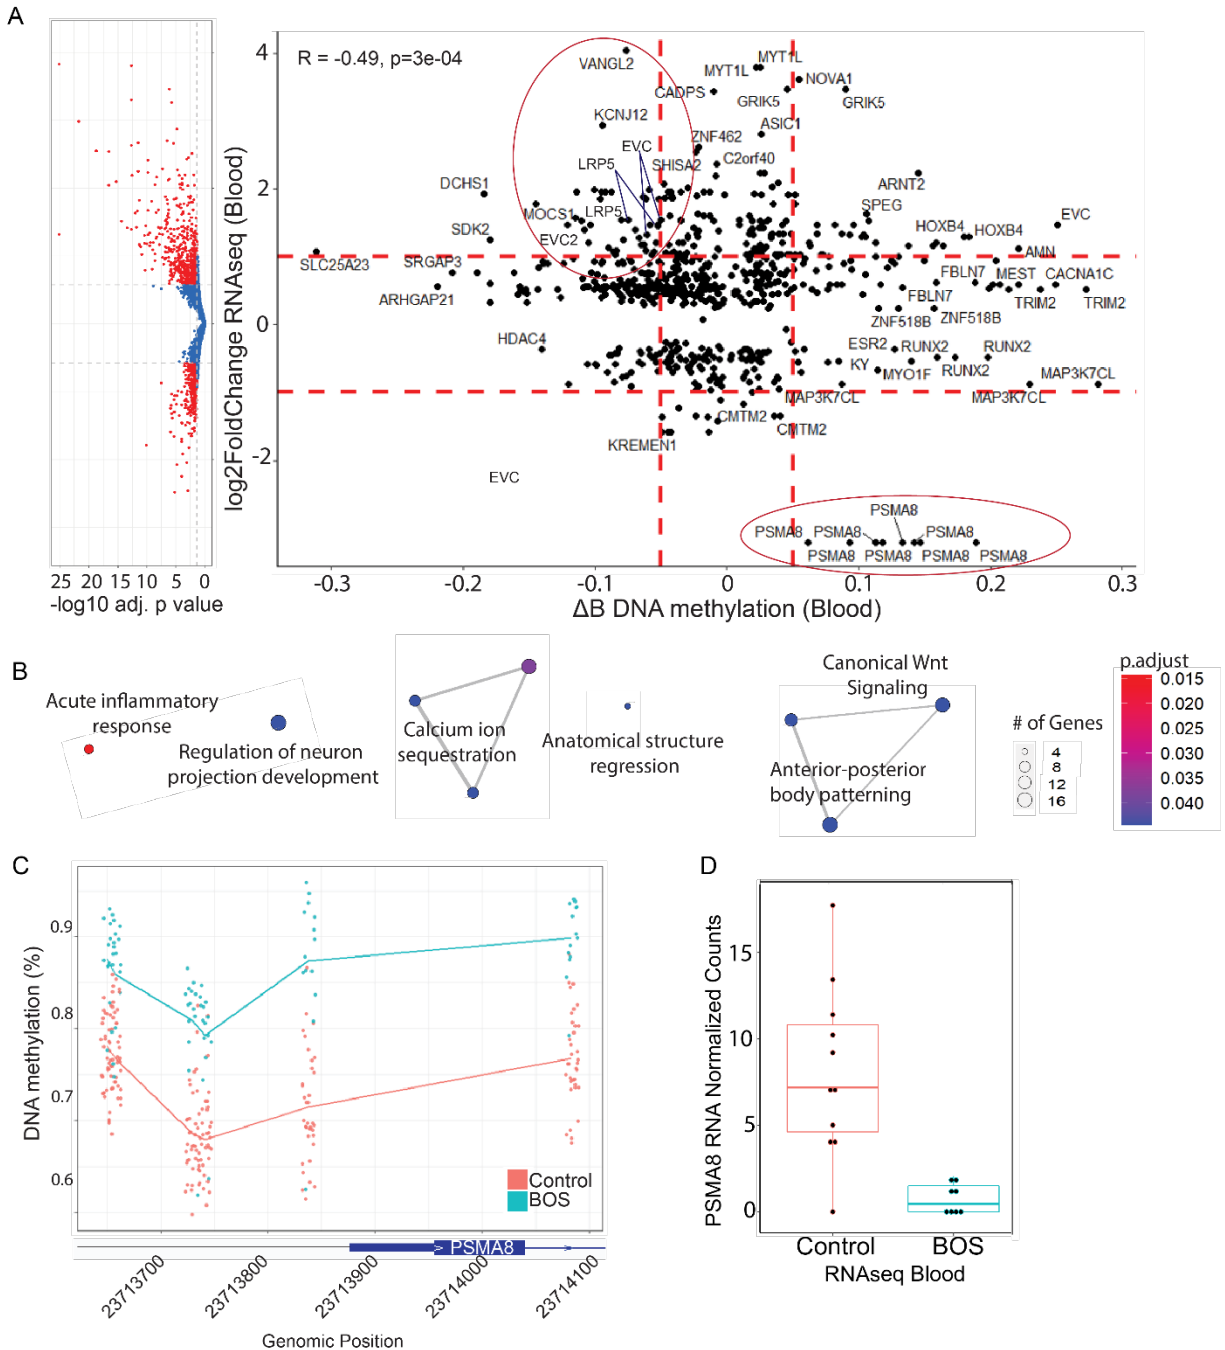 A
R = -0.49, p=3e-04
log2FoldChange RNAseq (Blood)
4
2
0
-2
VANGL2
MYT1L
MYT1L
NOVA1
CADPS
GRIK5
GRIK5
KCNJ12
ASIC1
ZNF462
EVC
C2orf40
LRP5
SHISA2
DCHS1
ARNT2
MOCS1
LRP5
SPEG
SDK2
EVC2
HOXB4
HOXB4
EVC
SLC25A23
SRGAP3
AMN
FBLN7
MEST
CACNA1C
ARHGAP21
FBLN7
TRIM2
TRIM2
ZNF518B
ZNF518B
HDAC4
ESR2
RUNX2
RUNX2
KY
MYO1F
RUNX2
MAP3K7CL
MAP3K7CL
MAP3K7CL
CMTM2
CMTM2
KREMEN1
EVC
PSMA8
PSMA8
PSMA8
PSMA8
PSMA8
PSMA8
PSMA8
PSMA8
25 20 15 10 5 0
-log10 adj. p value
-0.3 -0.2 -0.1 0 0.1 0.2 0.3
ΔB DNA methylation (Blood)
B
Acute inflammatory
response
Regulation of neuron
projection development
Calcium ion
sequestration
Anatomical structure
regression
Canonical Wnt
Signaling
Anterior-posterior
body patterning
# of Genes
4
8
12
16
p.adjust
0.015
0.020
0.025
0.030
0.035
0.040
C
DNA methylation (%)
0.9
0.8
0.7
0.6
Control
BOS
PSMA8
23713700
23713800
23713900
23714000
23714100
Genomic Position
D
PSMA8 RNA Normalized Counts
15
10
5
0
Control BOS
RNAseq Blood